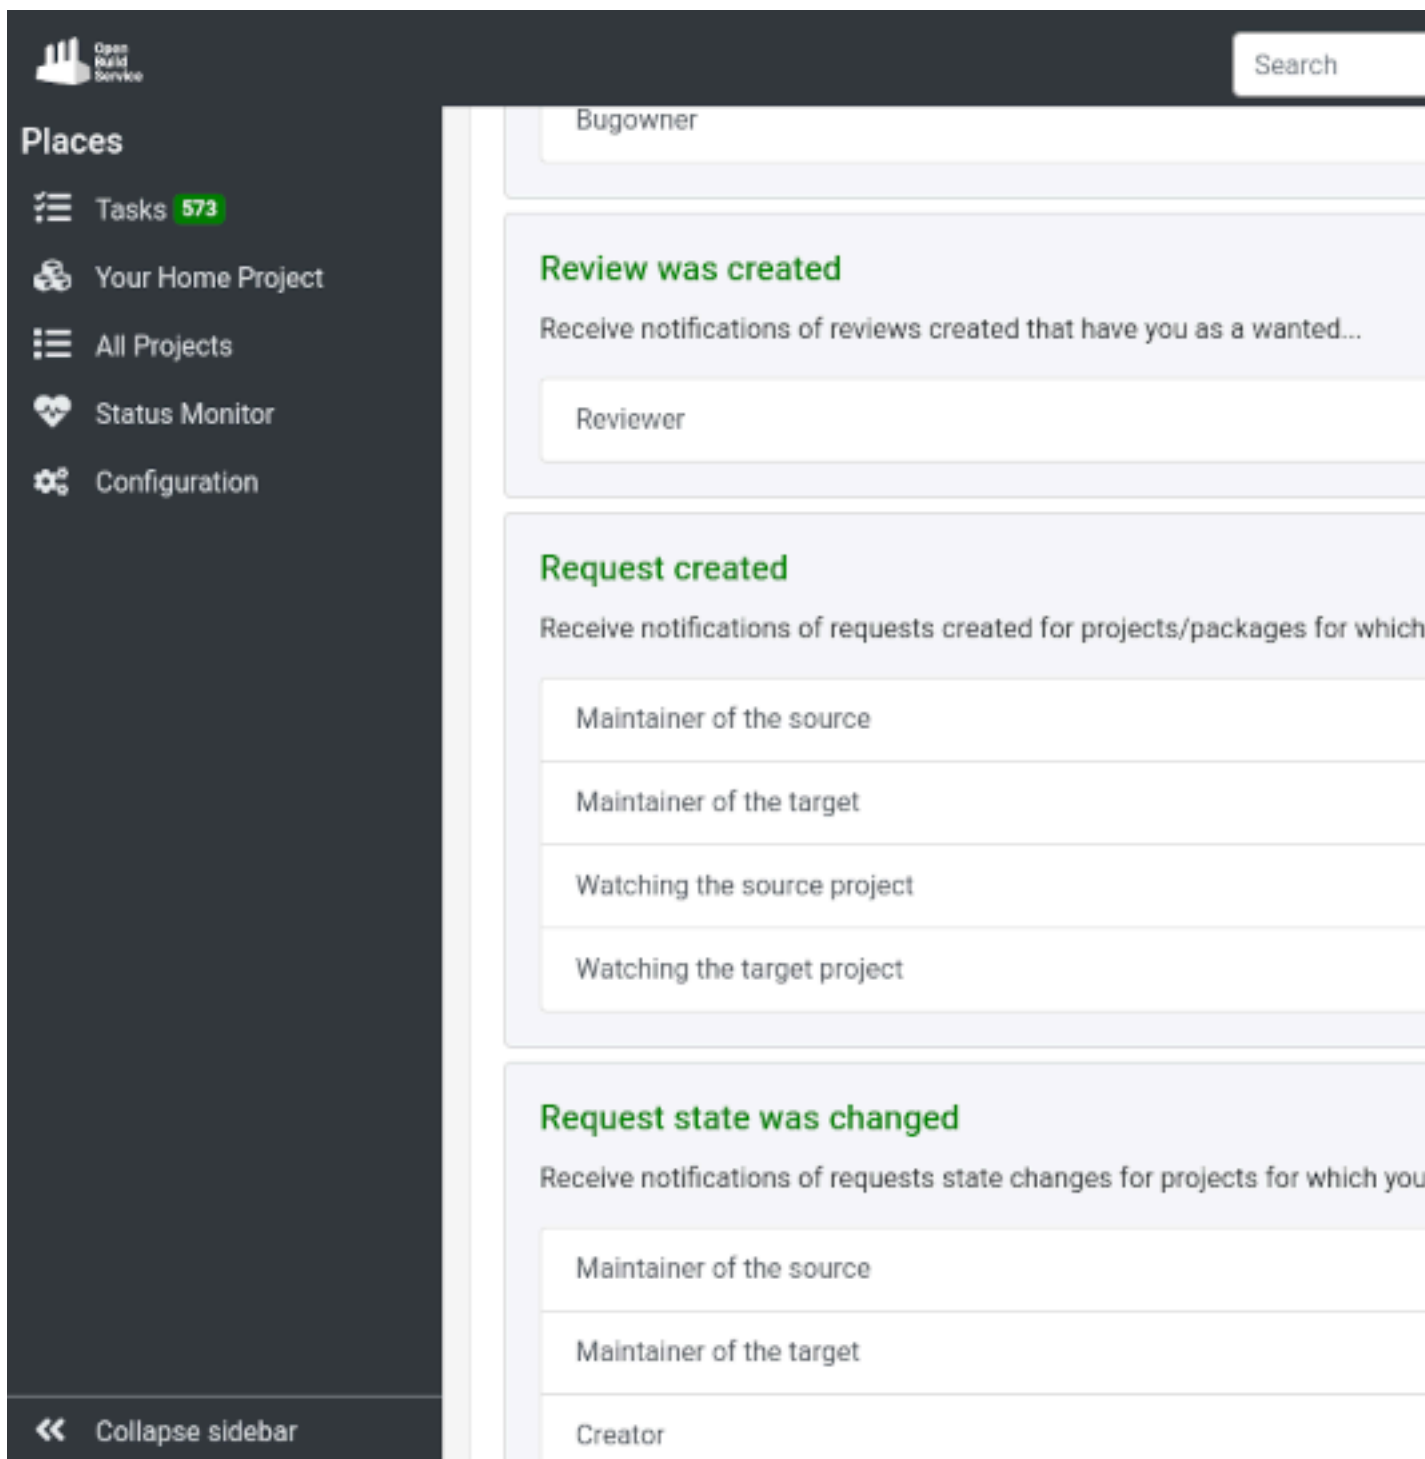 Open
Build
Service
Search
Places
Tasks 573
Your Home Project
All Projects
Status Monitor
Configuration
Collapse sidebar
Bugowner
Review was created
Receive notifications of reviews created that have you as a wanted...
Reviewer
Request created
Receive notifications of requests created for projects/packages for which
Maintainer of the source
Maintainer of the target
Watching the source project
Watching the target project
Request state was changed
Receive notifications of requests state changes for projects for which you
Maintainer of the source
Maintainer of the target
Creator